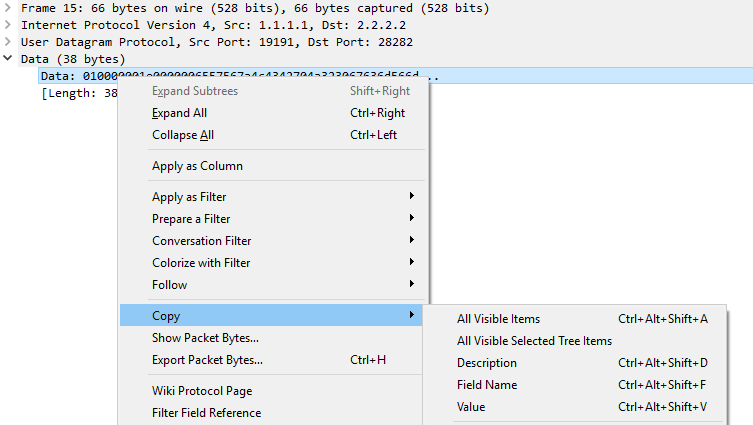 Frame 15: 66 bytes on wire (528 bits), 66 bytes captured (528 bits)
Internet Protocol Version 4, Src: 1.1.1.1, Dst: 2.2.2.2
User Datagram Protocol, Src Port: 19191, Dst Port: 28282
Data (38 bytes)
Data:
[Length: 38
Expand Subtrees Shift+Right
Expand All Ctrl+Right
Collapse All Ctrl+Left
Apply as Column
Apply as Filter
Prepare a Filter
Conversation Filter
Colorize with Filter
Follow
Copy
All Visible Items Ctrl+Alt+Shift+A
Show Packet Bytes...
All Visible Selected Tree Items
Export Packet Bytes... Ctrl+H
Description Ctrl+Alt+Shift+D
Wiki Protocol Page
Field Name Ctrl+Alt+Shift+F
Filter Field Reference
Value Ctrl+Alt+Shift+V